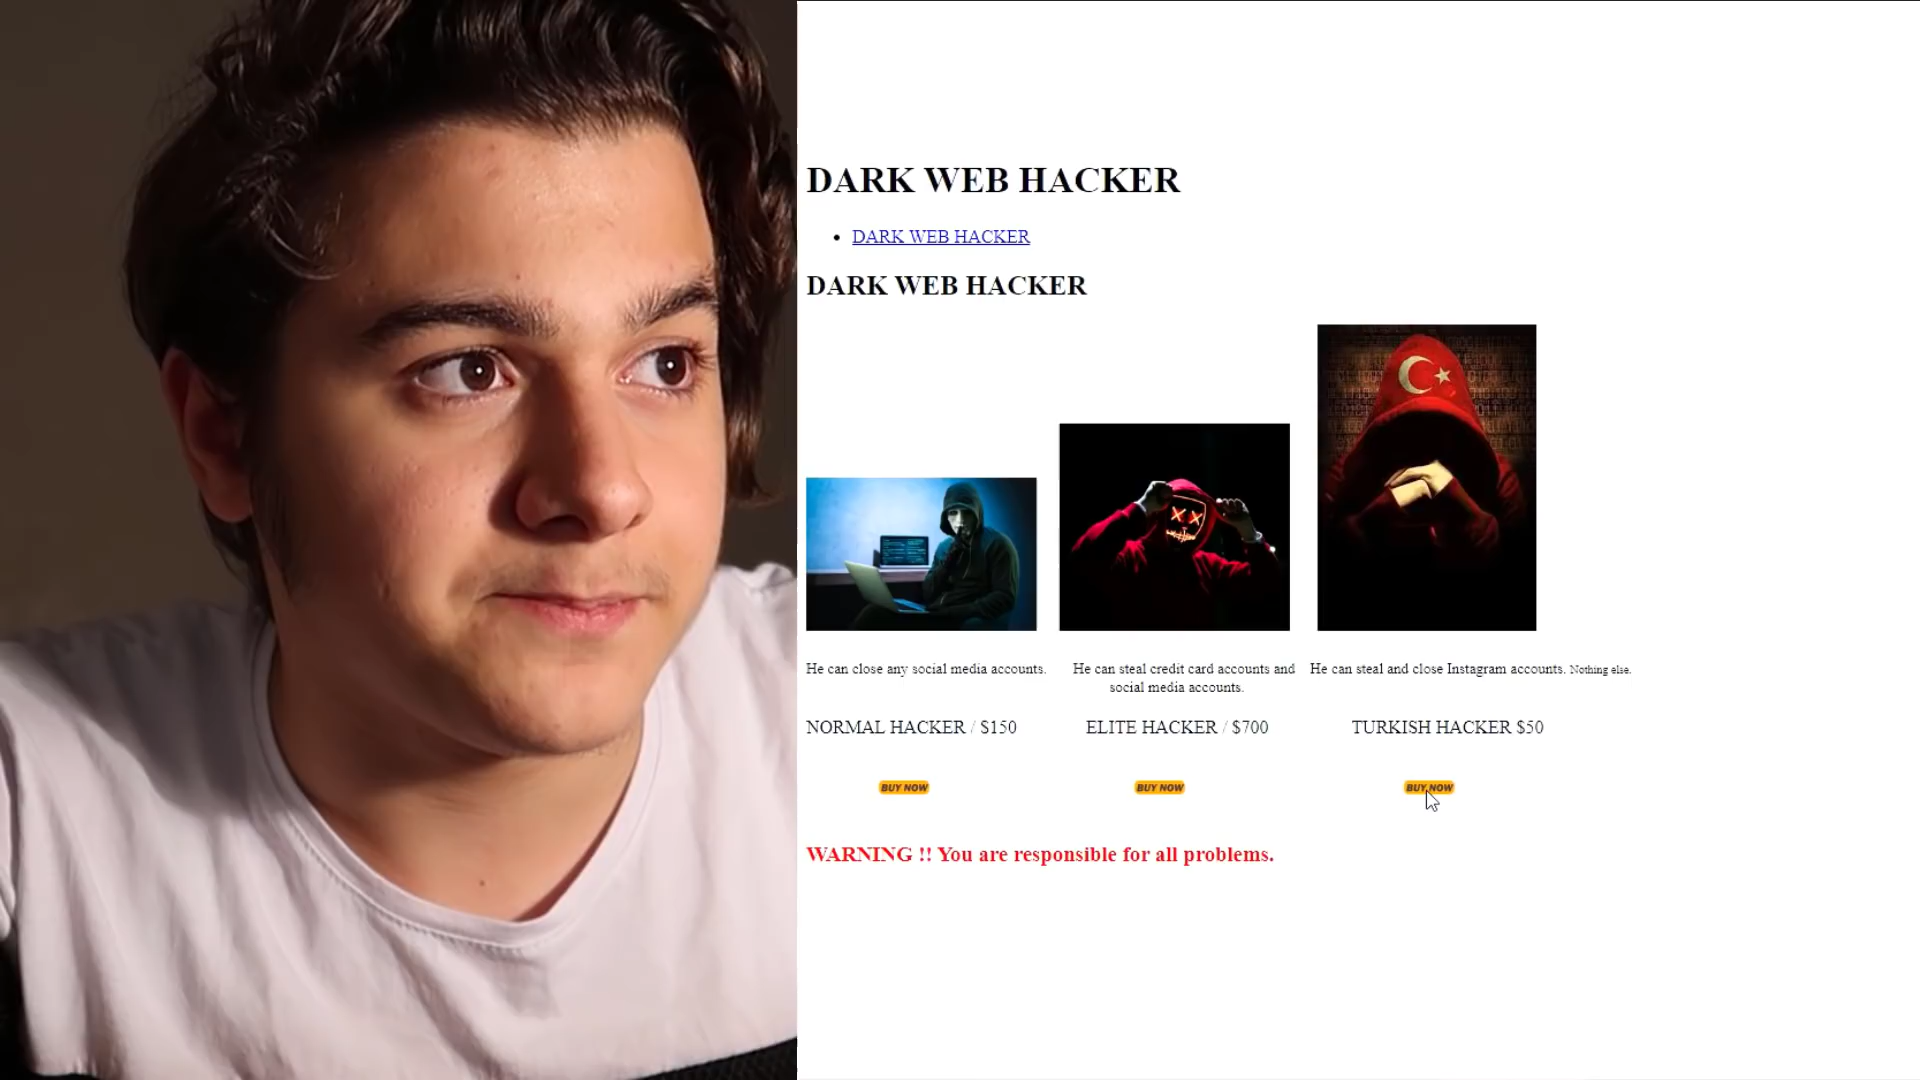 DARK WEB HACKER
DARK WEB HACKER
DARK WEB HACKER
He can close any social media accounts.
He can steal credit card accounts and
social media accounts.
He can steal and close Instagram accounts. Nothing else.
NORMAL HACKER / $150
ELITE HACKER / $700
TURKISH HACKER $50
BUY NOW
BUY NOW
BUY NOW
WARNING !! You are responsible for all problems.